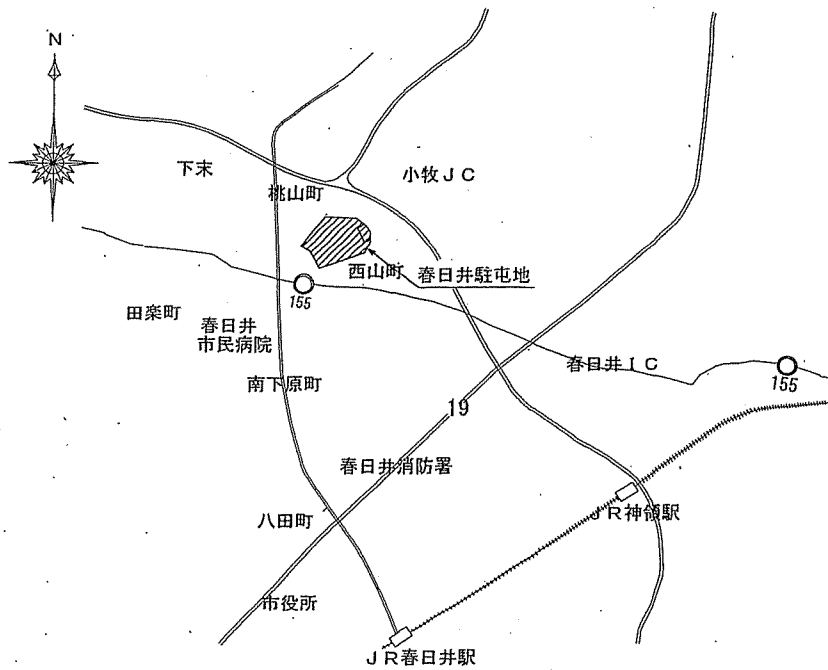 N
下末
小牧ＪＣ
桃山町
西山町
春日井駐屯地
155
田楽町
春日井
市民病院
春日井ＩＣ
155
南下原町
19
春日井消防署
ＪＲ神領駅
八田町
市役所
ＪＲ春日井駅